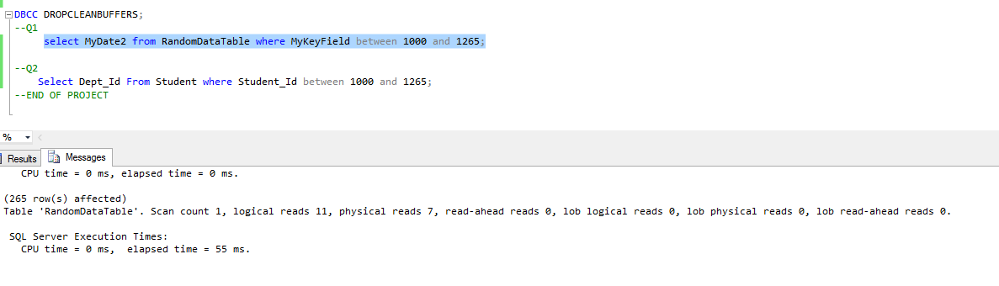 DBCC DROPCLEANBUFFERS;
--Q1
select MyDate2 from RandomDataTable where MyKeyField between 1000 and 1265;
--Q2
Select Dept_Id From Student where Student_Id between 1000 and 1265;
--END OF PROJECT
%
Results Messages
CPU time = 0 ms, elapsed time = 0 ms.
(265 row(s) affected)
Table 'RandomDataTable'. Scan count 1, logical reads 11, physical reads 7, read-ahead reads 0, lob logical reads 0, lob physical reads 0, lob read-ahead reads 0.
SQL Server Execution Times:
CPU time = 0 ms,  elapsed time = 55 ms.